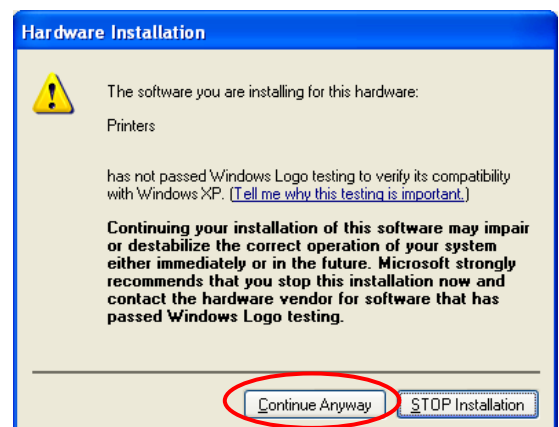 Hardware Installation
The software you are installing for this hardware:
Printers
has not passed Windows Logo testing to verify its compatibility
with Windows XP. (Tell me why this testing is important.)
Continuing your installation of this software may impair
or destabilize the correct operation of your system
either immediately or in the future. Microsoft strongly
recommends that you stop this installation now and
contact the hardware vendor for software that has
passed Windows Logo testing.
Continue Anyway STOP Installation